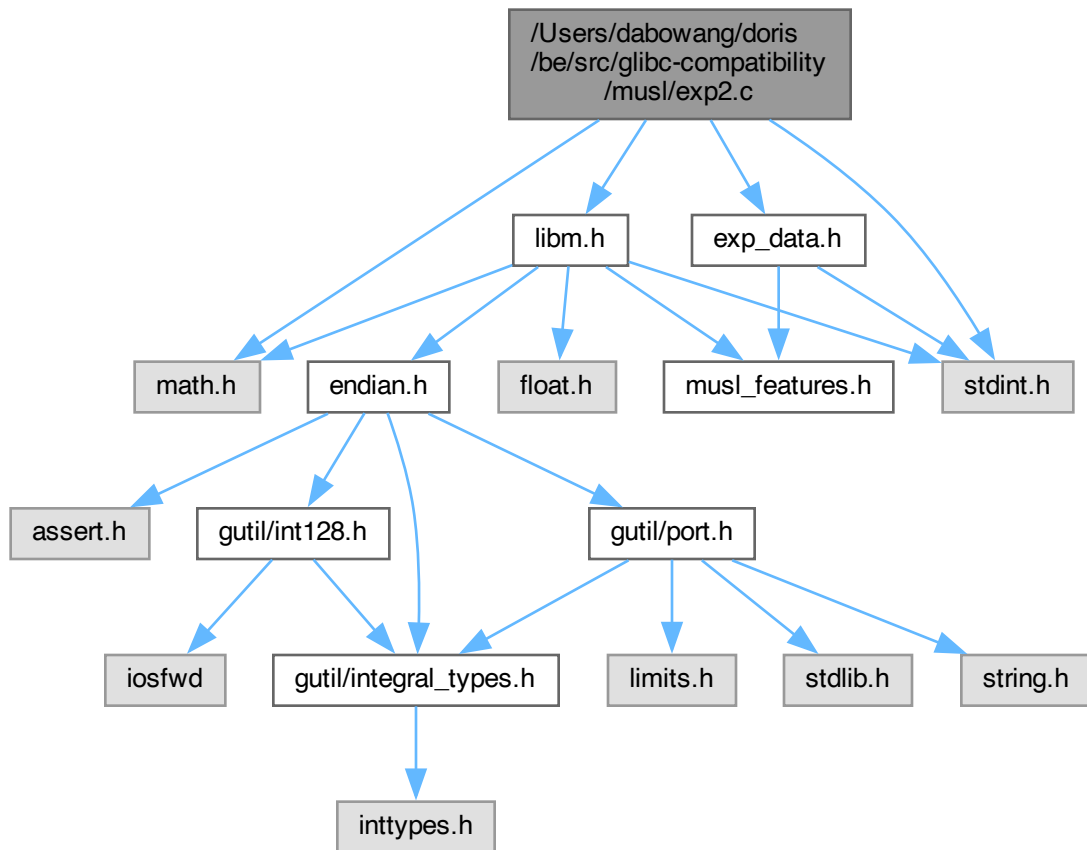 /Users/dabowang/doris
/be/src/glibc-compatibility
/musl/exp2.c
libm.h
exp_data.h
math.h
endian.h
float.h
musl_features.h
stdint.h
assert.h
gutil/int128.h
gutil/port.h
iosfwd
gutil/integral_types.h
limits.h
stdlib.h
string.h
inttypes.h